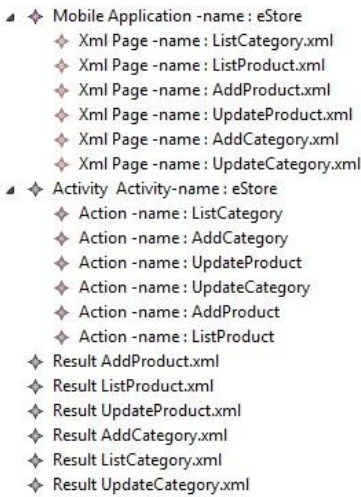 Mobile Application -name : eStore
Xml Page -name : ListCategory.xml
Xml Page -name : ListProduct.xml
Xml Page -name : AddProduct.xml
Xml Page -name : UpdateProduct.xml
Xml Page -name : AddCategory.xml
Xml Page -name : UpdateCategory.xml
Activity Activity-name : eStore
Action -name : ListCategory
Action -name : AddCategory
Action -name : UpdateProduct
Action -name : UpdateCategory
Action -name : AddProduct
Action -name : ListProduct
Result AddProduct.xml
Result ListProduct.xml
Result UpdateProduct.xml
Result AddCategory.xml
Result ListCategory.xml
Result UpdateCategory.xml